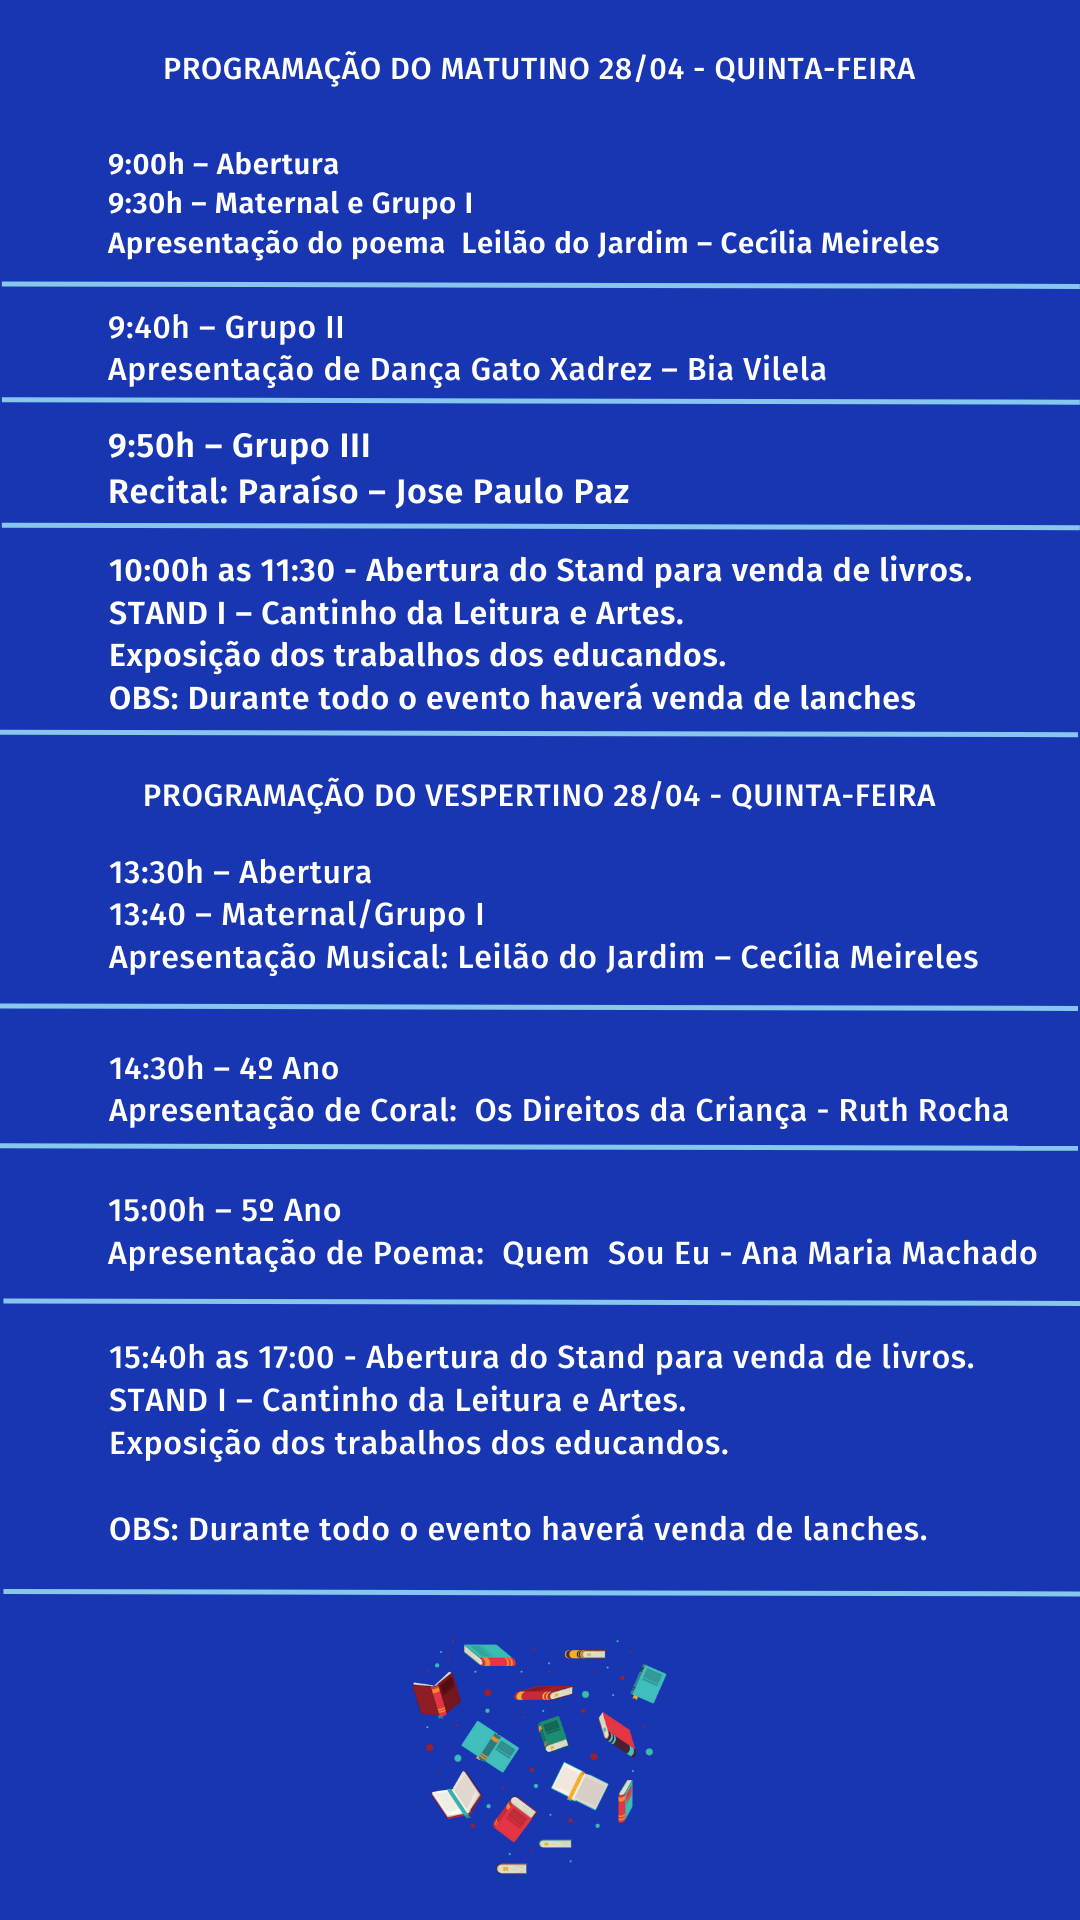 PROGRAMAÇÃO DO MATUTINO 28/04 - QUINTA-FEIRA
9:00h – Abertura
9:30h – Maternal e Grupo I
Apresentação do poema  Leilão do Jardim – Cecília Meireles
9:40h – Grupo II
Apresentação de Dança Gato Xadrez – Bia Vilela
9:50h – Grupo III
Recital: Paraíso – Jose Paulo Paz
10:00h as 11:30 - Abertura do Stand para venda de livros.
STAND I – Cantinho da Leitura e Artes.
Exposição dos trabalhos dos educandos.
OBS: Durante todo o evento haverá venda de lanches
PROGRAMAÇÃO DO VESPERTINO 28/04 - QUINTA-FEIRA
13:30h – Abertura
13:40 – Maternal/Grupo I
Apresentação Musical: Leilão do Jardim – Cecília Meireles
14:30h – 4º Ano
Apresentação de Coral:  Os Direitos da Criança - Ruth Rocha
15:00h – 5º Ano
Apresentação de Poema:  Quem  Sou Eu - Ana Maria Machado
15:40h as 17:00 - Abertura do Stand para venda de livros.
STAND I – Cantinho da Leitura e Artes.
Exposição dos trabalhos dos educandos.
OBS: Durante todo o evento haverá venda de lanches.